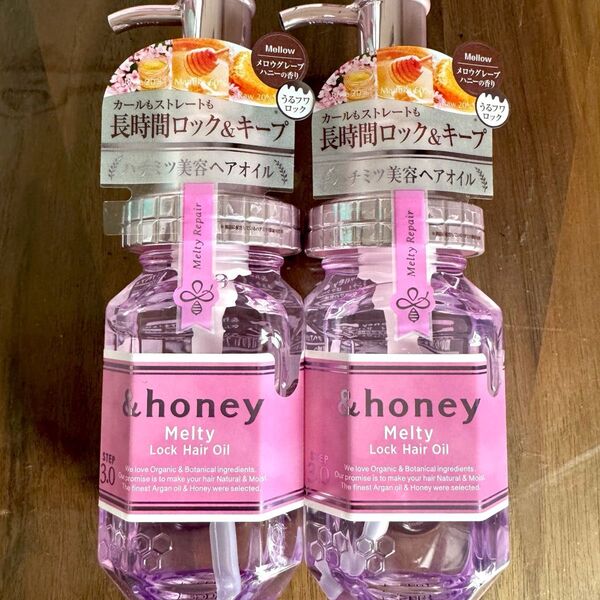 Mellow
メロウグレープ
ハニーの香り
カールもストレートも
うるフワ
ロック
長時間ロック&キープ
ハチミツ美容ヘアオイル
Melty Repair
&honey
Melty
Lock Hair Oil
STEP
3.0
We love Organic & Botanical ingredients.
Our promise is to make your hair Natural & Moist.
The finest Argan oil & Honey were selected.
Mellow
メロウグレープ
ハニーの香り
カールもストレートも
うるフワ
ロック
長時間ロック&キープ
ハチミツ美容ヘアオイル
Melty Repair
&honey
Melty
Lock Hair Oil
STEP
3.0
We love Organic & Botanical ingredients.
Our promise is to make your hair Natural & Moist.
The finest Argan oil & Honey were selected.